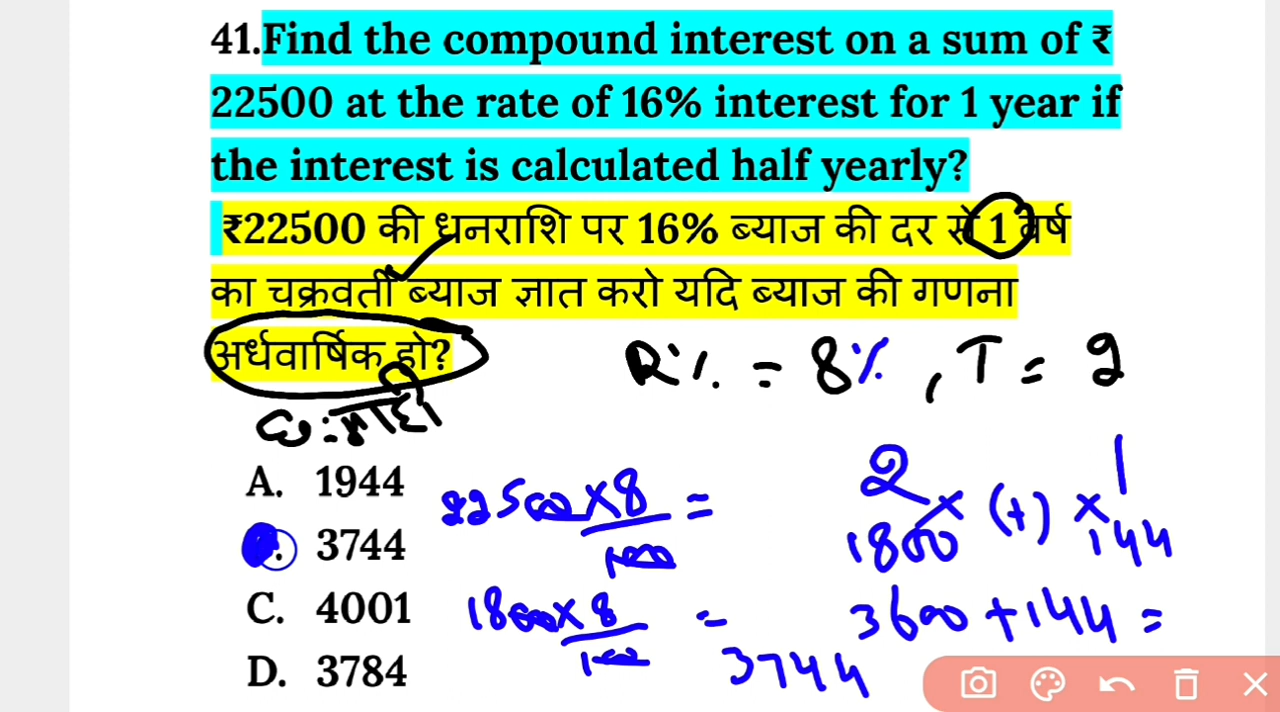 41.Find the compound interest on a sum of ₹
22500 at the rate of 16% interest for 1 year if
the interest is calculated half yearly?
₹22500 की धनराशि पर 16% ब्याज की दर से 1 वर्ष
का चक्रवर्ती ब्याज ज्ञात करो यदि ब्याज की गणना
अर्धवार्षिक हो?
R% = 8% , T = 2
छःमाही
A. 1944
3744
C. 4001
D. 3784
22500 × 8 / 100 =
1800 × 8 / 100 =
2 1
× (+) ×
1800 144
3600 + 144 =
3744